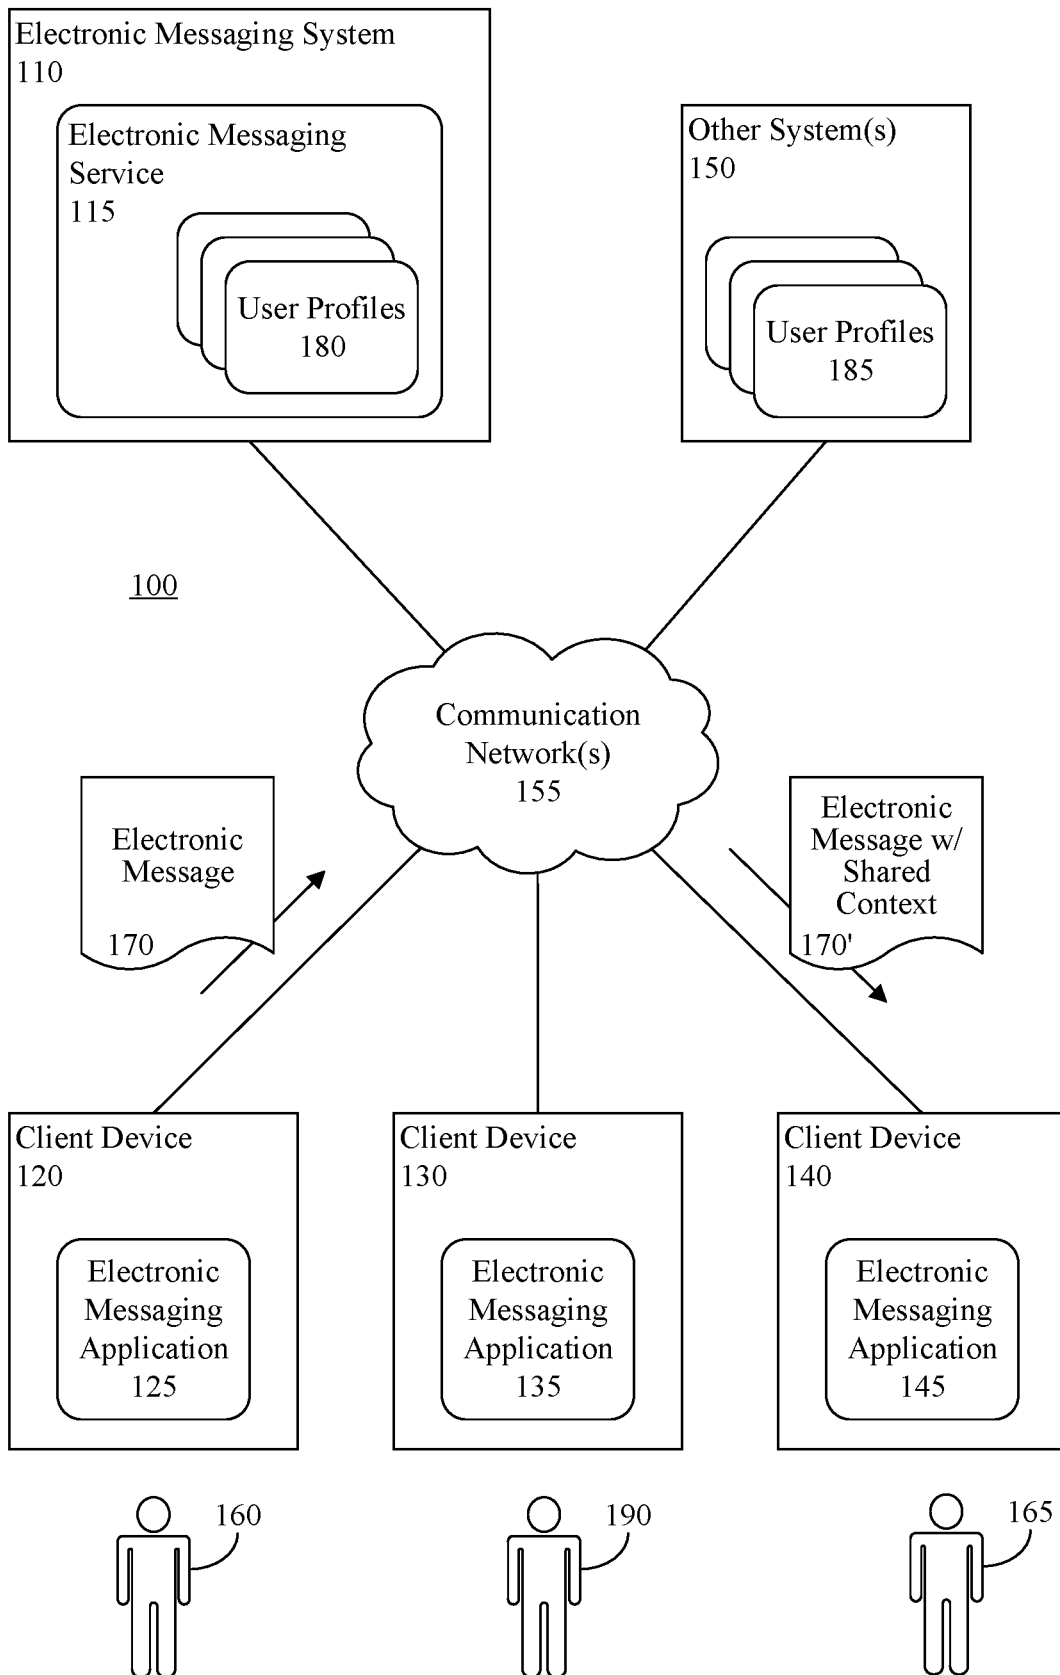 Electronic Messaging System
110
Electronic Messaging
Service
115
User Profiles
180
Other System(s)
150
User Profiles
185
100
Communication
Network(s)
155
Electronic
Message
170
Electronic
Message w/
Shared
Context
170'
Client Device
120
Electronic
Messaging
Application
125
Client Device
130
Electronic
Messaging
Application
135
Client Device
140
Electronic
Messaging
Application
145
160
190
165